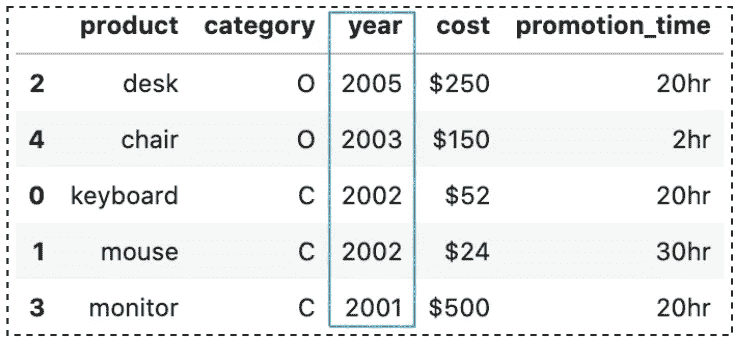 product category year cost promotion_time
2 desk O 2005 $250 20hr
4 chair O 2003 $150 2hr
0 keyboard C 2002 $52 20hr
1 mouse C 2002 $24 30hr
3 monitor C 2001 $500 20hr